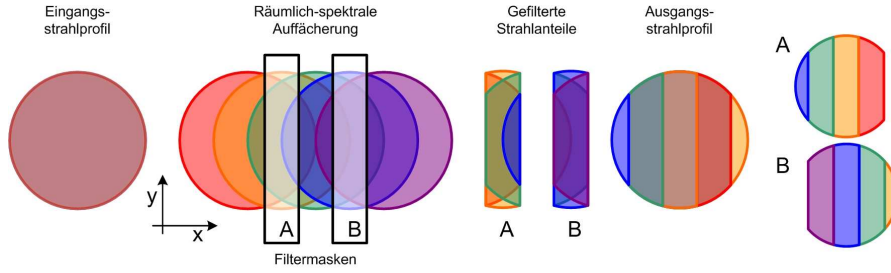 Eingangs-
strahlprofil
Räumlich-spektrale
Auffächerung
Gefilterte
Strahlanteile
Ausgangs-
strahlprofil
A
y
x
A
B
A
B
B
Filtermasken